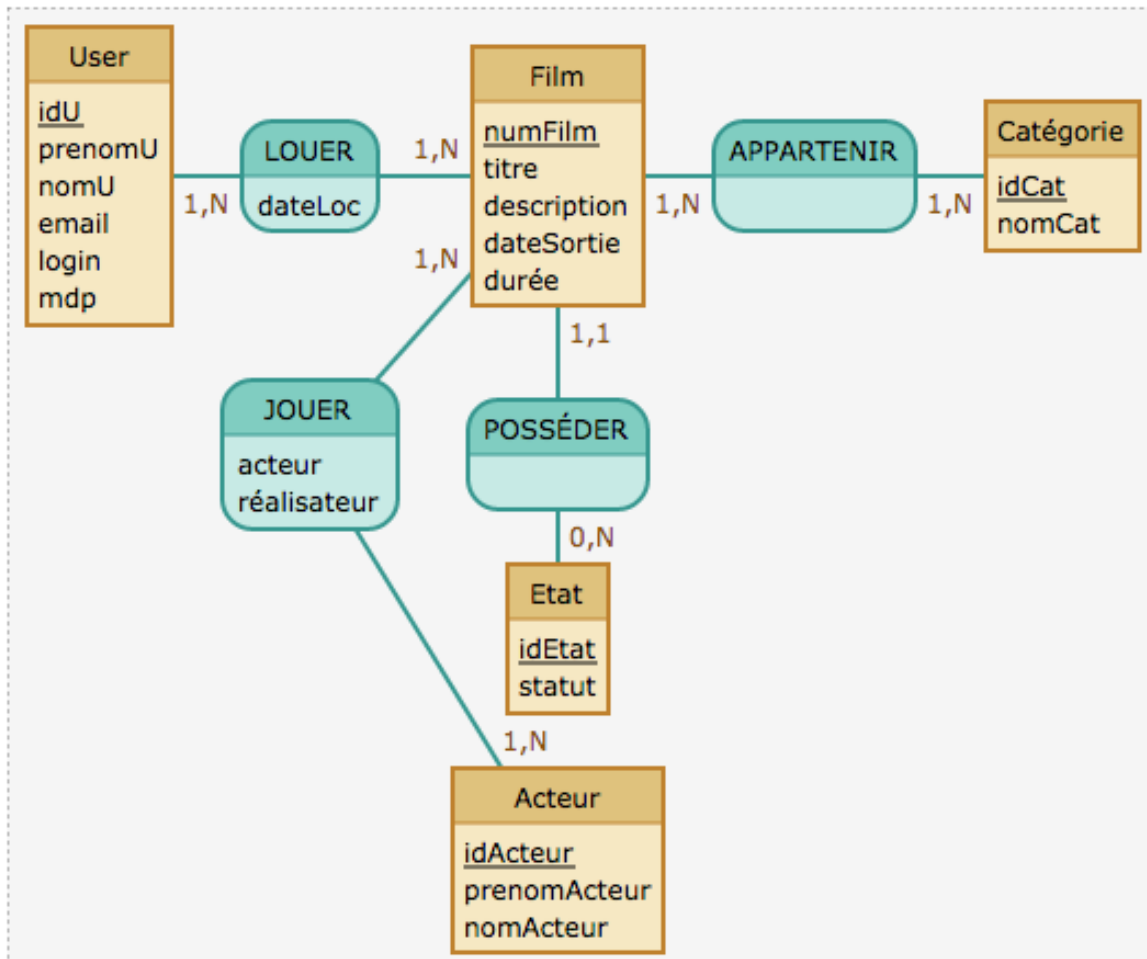 User
idU
prenomU
nomU
email
login
mdp
1,N
LOUER
dateLoc
1,N
Film
numFilm
titre
description
dateSortie
durée
1,N
APPARTENIR
1,N
Catégorie
idCat
nomCat
1,N
JOUER
acteur
réalisateur
1,1
POSSÉDER
0,N
Etat
idEtat
statut
1,N
Acteur
idActeur
prenomActeur
nomActeur